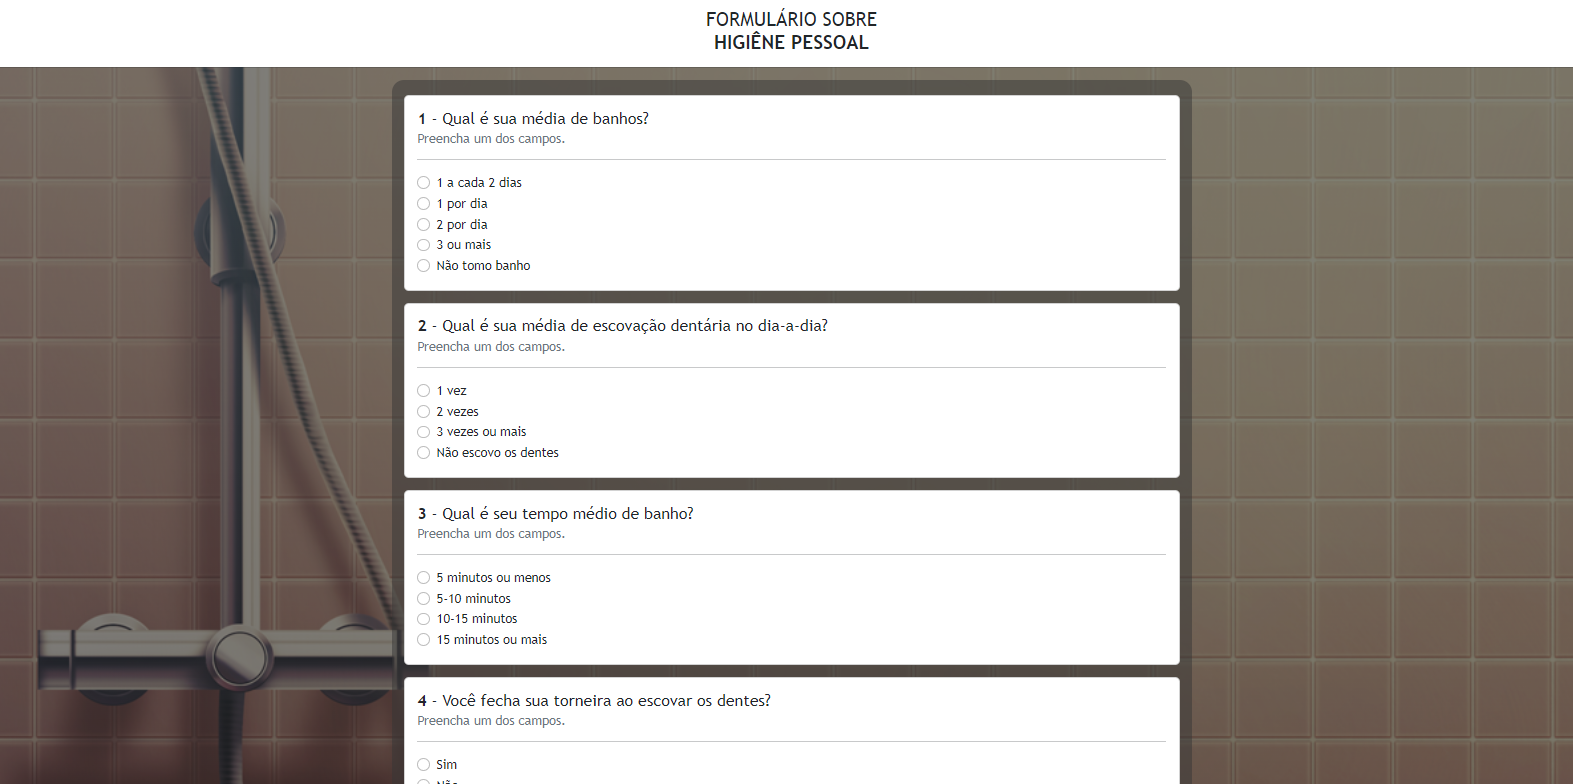 FORMULÁRIO SOBRE
HIGIÊNE PESSOAL
1 - Qual é sua média de banhos?
Preencha um dos campos.
1 a cada 2 dias
1 por dia
2 por dia
3 ou mais
Não tomo banho
2 - Qual é sua média de escovação dentária no dia-a-dia?
Preencha um dos campos.
1 vez
2 vezes
3 vezes ou mais
Não escovo os dentes
3 - Qual é seu tempo médio de banho?
Preencha um dos campos.
5 minutos ou menos
5-10 minutos
10-15 minutos
15 minutos ou mais
4 - Você fecha sua torneira ao escovar os dentes?
Preencha um dos campos.
Sim